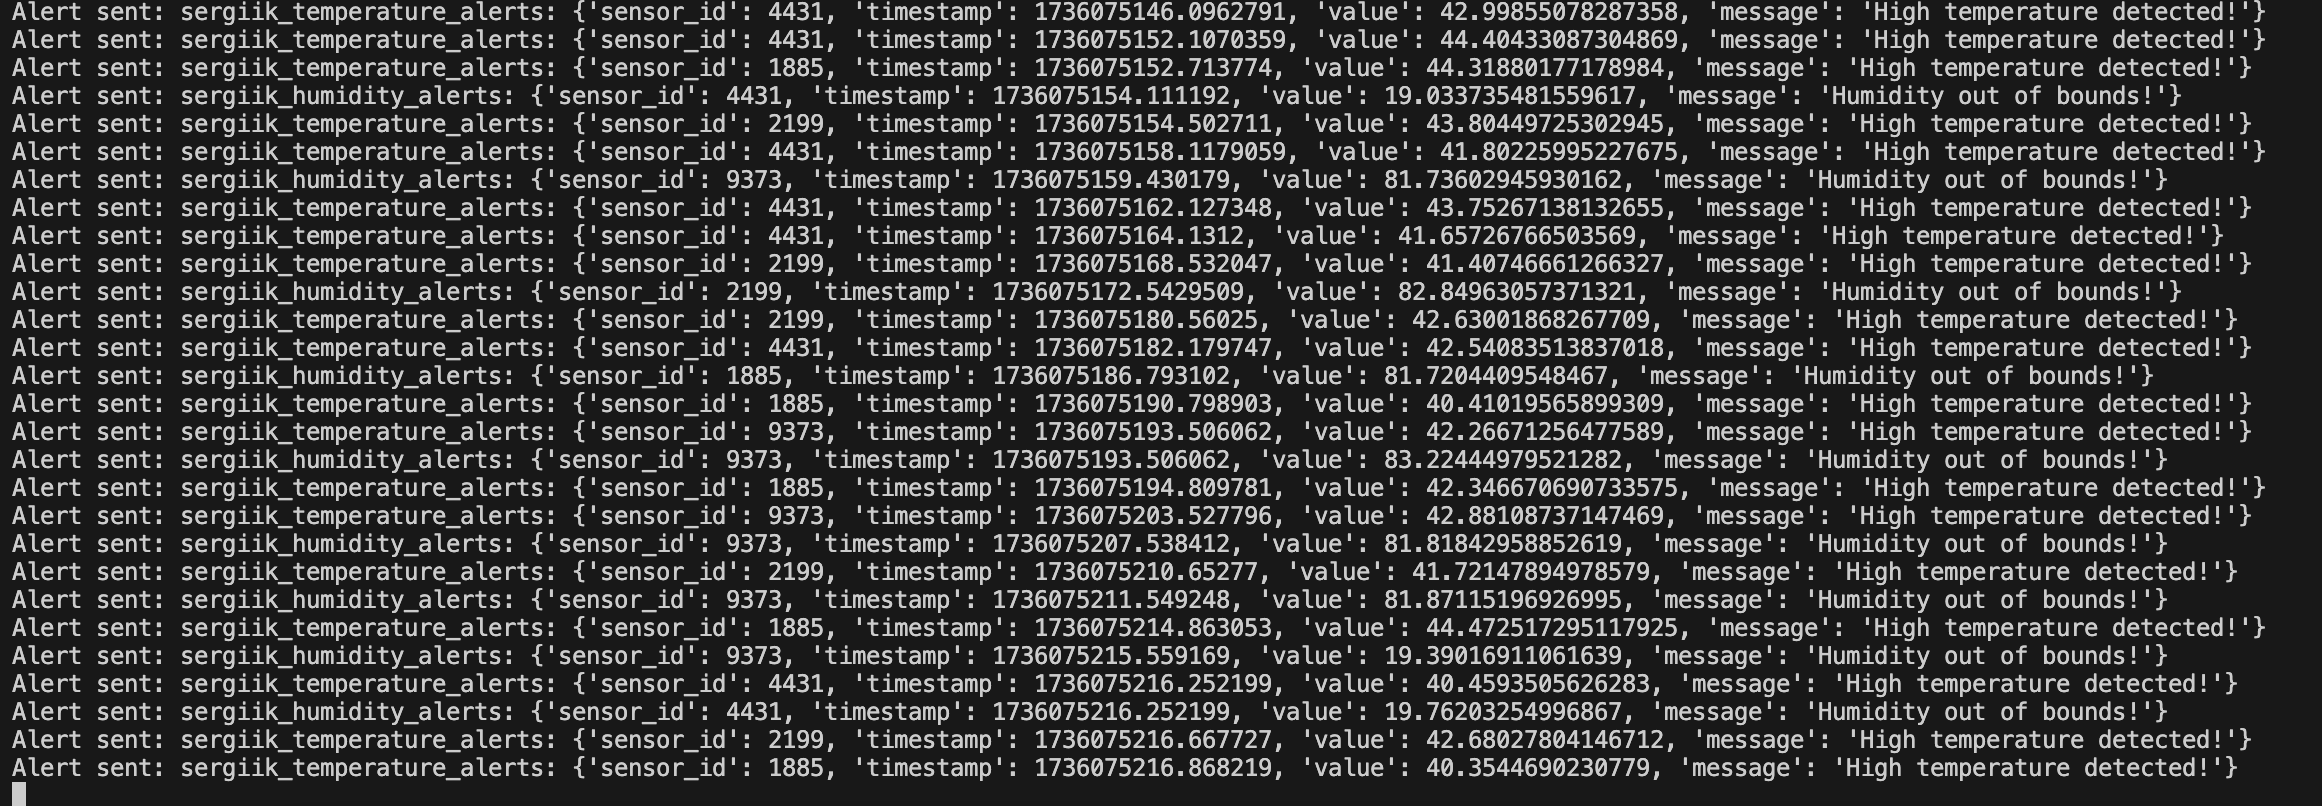 Alert sent: sergiik_temperature_alerts: {'sensor_id': 4431, 'timestamp': 1736075146.0962791, 'value': 42.99855078287358, 'message': 'High temperature detected!'}
Alert sent: sergiik_temperature_alerts: {'sensor_id': 4431, 'timestamp': 1736075152.1070359, 'value': 44.40433087304869, 'message': 'High temperature detected!'}
Alert sent: sergiik_temperature_alerts: {'sensor_id': 1885, 'timestamp': 1736075152.713774, 'value': 44.31880177178984, 'message': 'High temperature detected!'}
Alert sent: sergiik_humidity_alerts: {'sensor_id': 4431, 'timestamp': 1736075154.111192, 'value': 19.033735481559617, 'message': 'Humidity out of bounds!'}
Alert sent: sergiik_temperature_alerts: {'sensor_id': 2199, 'timestamp': 1736075154.502711, 'value': 43.80449725302945, 'message': 'High temperature detected!'}
Alert sent: sergiik_temperature_alerts: {'sensor_id': 4431, 'timestamp': 1736075158.1179059, 'value': 41.80225995227675, 'message': 'High temperature detected!'}
Alert sent: sergiik_humidity_alerts: {'sensor_id': 9373, 'timestamp': 1736075159.430179, 'value': 81.73602945930162, 'message': 'Humidity out of bounds!'}
Alert sent: sergiik_temperature_alerts: {'sensor_id': 4431, 'timestamp': 1736075162.127348, 'value': 43.75267138132655, 'message': 'High temperature detected!'}
Alert sent: sergiik_temperature_alerts: {'sensor_id': 4431, 'timestamp': 1736075164.1312, 'value': 41.65726766503569, 'message': 'High temperature detected!'}
Alert sent: sergiik_temperature_alerts: {'sensor_id': 2199, 'timestamp': 1736075168.532047, 'value': 41.40746661266327, 'message': 'High temperature detected!'}
Alert sent: sergiik_humidity_alerts: {'sensor_id': 2199, 'timestamp': 1736075172.5429509, 'value': 82.84963057371321, 'message': 'Humidity out of bounds!'}
Alert sent: sergiik_temperature_alerts: {'sensor_id': 2199, 'timestamp': 1736075180.56025, 'value': 42.63001868267709, 'message': 'High temperature detected!'}
Alert sent: sergiik_temperature_alerts: {'sensor_id': 4431, 'timestamp': 1736075182.179747, 'value': 42.54083513837018, 'message': 'High temperature detected!'}
Alert sent: sergiik_humidity_alerts: {'sensor_id': 1885, 'timestamp': 1736075186.793102, 'value': 81.7204409548467, 'message': 'Humidity out of bounds!'}
Alert sent: sergiik_temperature_alerts: {'sensor_id': 1885, 'timestamp': 1736075190.798903, 'value': 40.41019565899309, 'message': 'High temperature detected!'}
Alert sent: sergiik_temperature_alerts: {'sensor_id': 9373, 'timestamp': 1736075193.506062, 'value': 42.26671256477589, 'message': 'High temperature detected!'}
Alert sent: sergiik_humidity_alerts: {'sensor_id': 9373, 'timestamp': 1736075193.506062, 'value': 83.22444979521282, 'message': 'Humidity out of bounds!'}
Alert sent: sergiik_temperature_alerts: {'sensor_id': 1885, 'timestamp': 1736075194.809781, 'value': 42.346670690733575, 'message': 'High temperature detected!'}
Alert sent: sergiik_temperature_alerts: {'sensor_id': 9373, 'timestamp': 1736075203.527796, 'value': 42.88108737147469, 'message': 'High temperature detected!'}
Alert sent: sergiik_humidity_alerts: {'sensor_id': 9373, 'timestamp': 1736075207.538412, 'value': 81.81842958852619, 'message': 'Humidity out of bounds!'}
Alert sent: sergiik_temperature_alerts: {'sensor_id': 2199, 'timestamp': 1736075210.65277, 'value': 41.72147894978579, 'message': 'High temperature detected!'}
Alert sent: sergiik_humidity_alerts: {'sensor_id': 9373, 'timestamp': 1736075211.549248, 'value': 81.87115196926995, 'message': 'Humidity out of bounds!'}
Alert sent: sergiik_temperature_alerts: {'sensor_id': 1885, 'timestamp': 1736075214.863053, 'value': 44.472517295117925, 'message': 'High temperature detected!'}
Alert sent: sergiik_humidity_alerts: {'sensor_id': 9373, 'timestamp': 1736075215.559169, 'value': 19.39016911061639, 'message': 'Humidity out of bounds!'}
Alert sent: sergiik_temperature_alerts: {'sensor_id': 4431, 'timestamp': 1736075216.252199, 'value': 40.4593505626283, 'message': 'High temperature detected!'}
Alert sent: sergiik_humidity_alerts: {'sensor_id': 4431, 'timestamp': 1736075216.252199, 'value': 19.76203254996867, 'message': 'Humidity out of bounds!'}
Alert sent: sergiik_temperature_alerts: {'sensor_id': 2199, 'timestamp': 1736075216.667727, 'value': 42.68027804146712, 'message': 'High temperature detected!'}
Alert sent: sergiik_temperature_alerts: {'sensor_id': 1885, 'timestamp': 1736075216.868219, 'value': 40.3544690230779, 'message': 'High temperature detected!'}